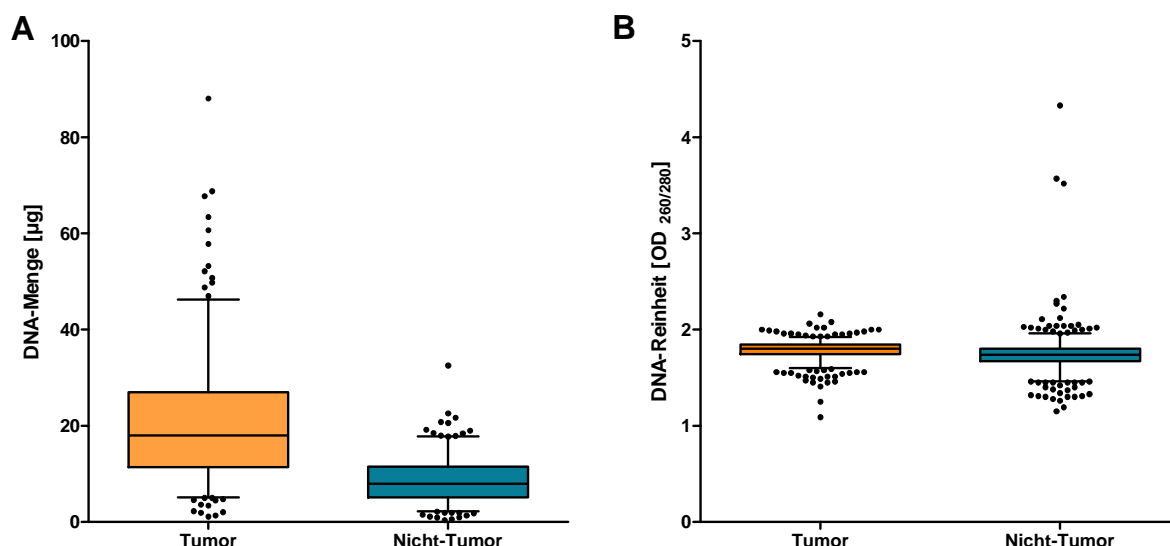 A
100
80
60
40
20
0
DNA-Menge [µg]
Tumor
Nicht-Tumor
B
5
4
3
2
1
0
DNA-Reinheit [OD 260/280]
Tumor
Nicht-Tumor